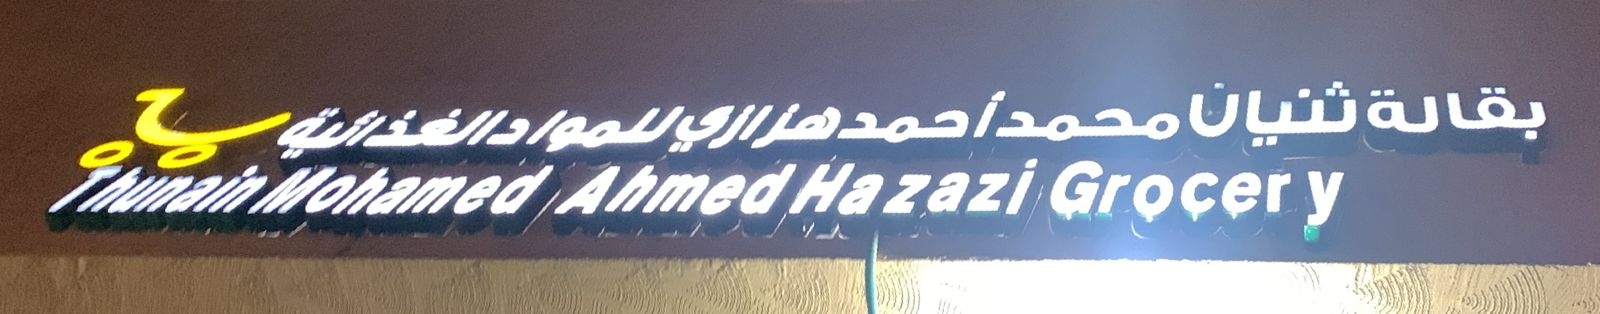 بقالة ثنيان محمد أحمد هزازي للمواد الغذائية
Thunain Mohamed Ahmed Hazazi Grocery